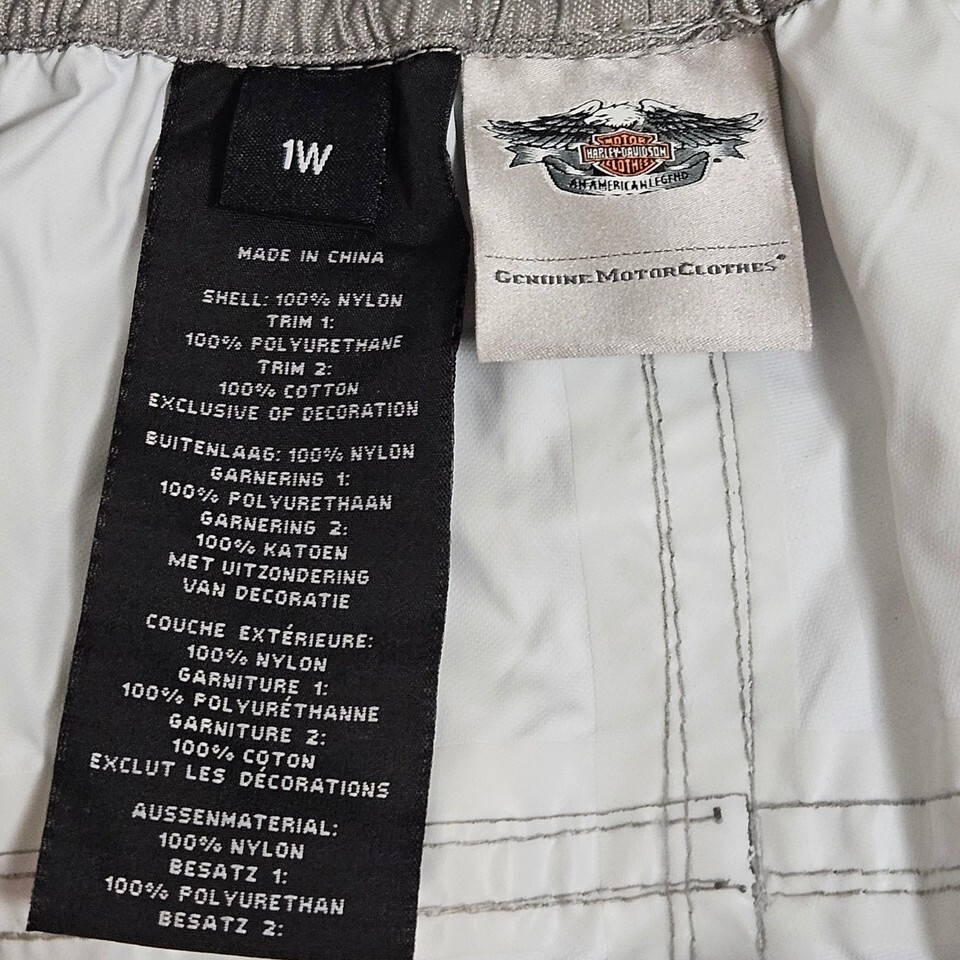 1W
MADE IN CHINA
SHELL: 100% NYLON
TRIM 1:
100% POLYURETHANE
TRIM 2:
100% COTTON
EXCLUSIVE OF DECORATION
BUITENLAAG: 100% NYLON
GARNERING 1:
100% POLYURETHAAN
GARNERING 2:
100% KATOEN
MET UITZONDERING
VAN DECORATIE
COUCHE EXTÉRIEURE:
100% NYLON
GARNITURE 1:
100% POLYURÉTHANNE
GARNITURE 2:
100% COTON
EXCLUT LES DÉCORATIONS
AUSSENMATERIAL:
100% NYLON
BESATZ 1:
100% POLYURETHAN
BESATZ 2:
MOTOR
HARLEY-DAVIDSON
CLOTHES
AN AMERICAN LEGEND
GENUINE MOTORCLOTHES®